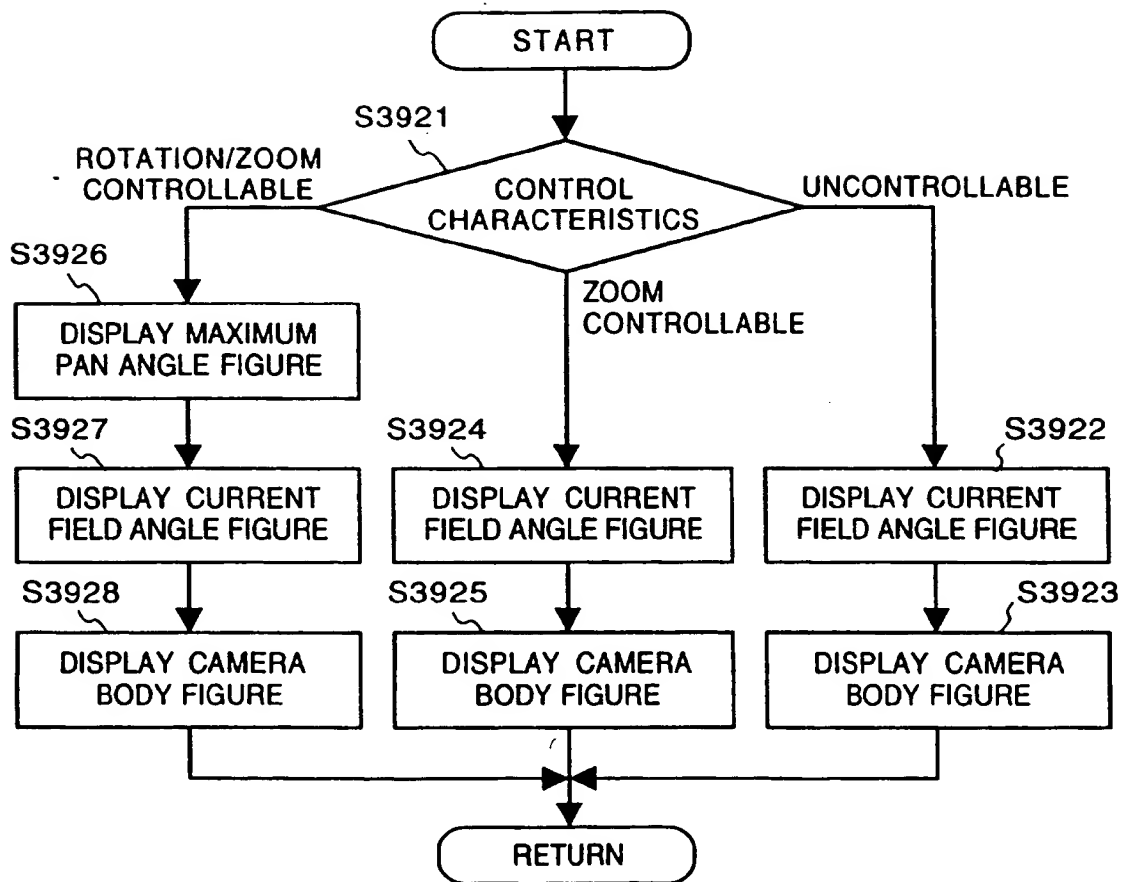 START
S3921
ROTATION/ZOOM
CONTROLLABLE
CONTROL
CHARACTERISTICS
UNCONTROLLABLE
ZOOM
CONTROLLABLE
S3926
DISPLAY MAXIMUM
PAN ANGLE FIGURE
S3927
DISPLAY CURRENT
FIELD ANGLE FIGURE
S3924
DISPLAY CURRENT
FIELD ANGLE FIGURE
S3922
DISPLAY CURRENT
FIELD ANGLE FIGURE
S3928
DISPLAY CAMERA
BODY FIGURE
S3925
DISPLAY CAMERA
BODY FIGURE
S3923
DISPLAY CAMERA
BODY FIGURE
RETURN